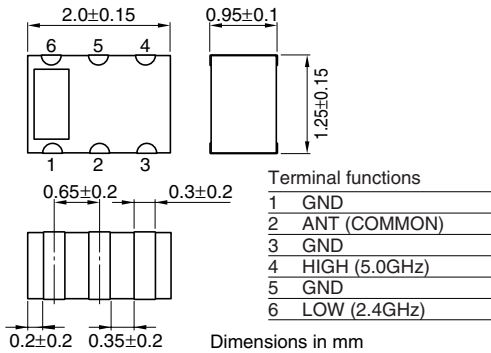 2.0±0.15
0.95±0.1
6 5 4
1.25±0.15
1 2 3
0.65±0.2
0.3±0.2
0.2±0.2
0.35±0.2
Terminal functions
1 GND
2 ANT (COMMON)
3 GND
4 HIGH (5.0GHz)
5 GND
6 LOW (2.4GHz)
Dimensions in mm